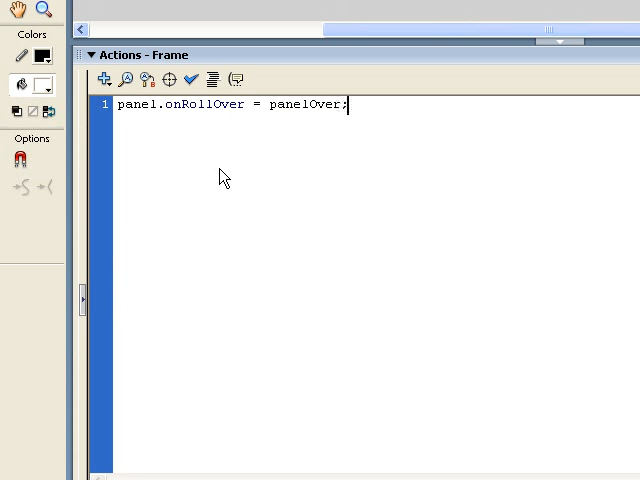 Colors
Actions - Frame
1 panel.onRollOver = panelOver;
Options